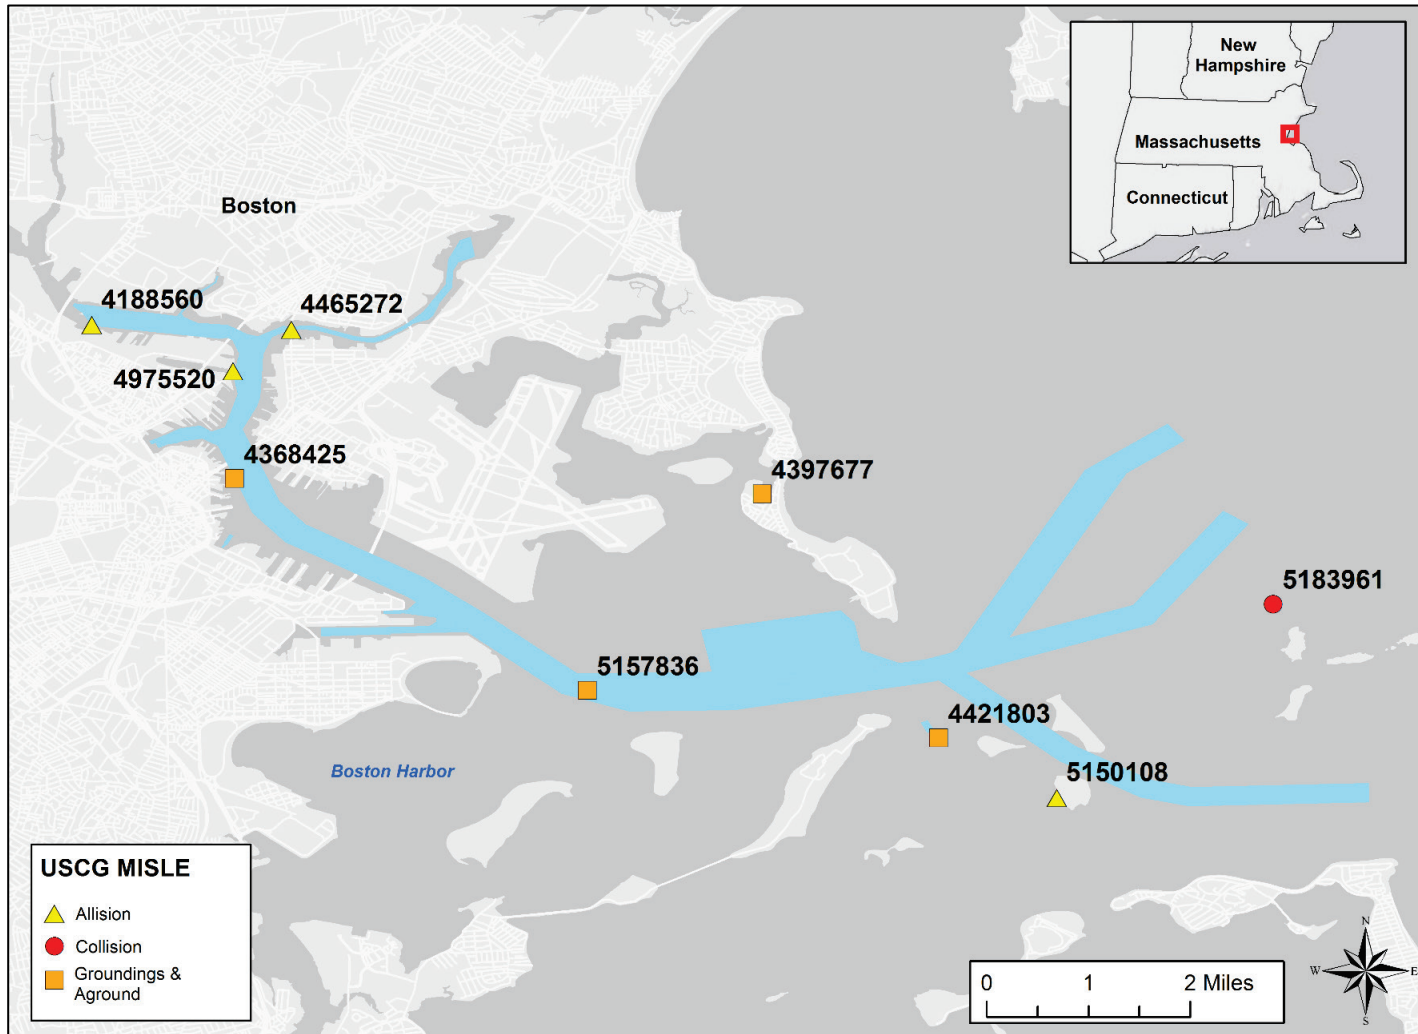 New
Hampshire
Massachusetts
Connecticut
Boston
4188560
4465272
4975520
4368425
4397677
5183961
5157836
4421803
5150108
Boston Harbor
USCG MISLE
Allision
Collision
Groundings &
Aground
0 1 2 Miles
N
W E
S